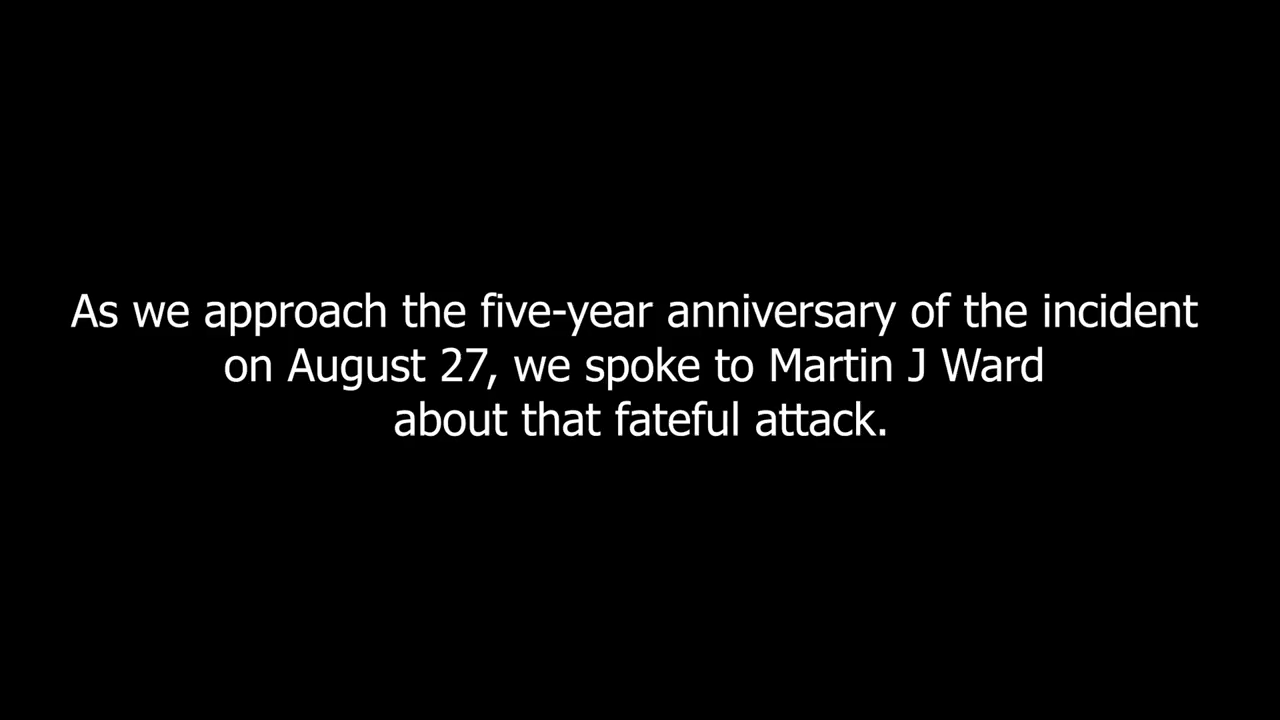 As we approach the five-year anniversary of the incident
on August 27, we spoke to Martin J Ward
about that fateful attack.